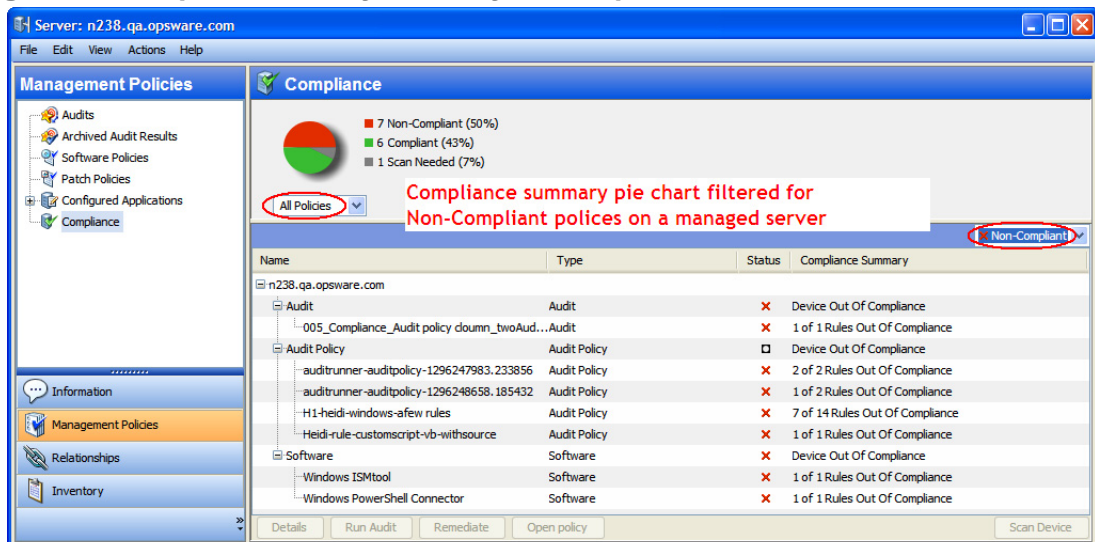 Server: n238.qa.opsware.com
File Edit View Actions Help
Management Policies
Audits
Archived Audit Results
Software Policies
Patch Policies
Configured Applications
Compliance
Information
Management Policies
Relationships
Inventory
»
Compliance
7 Non-Compliant (50%)
6 Compliant (43%)
1 Scan Needed (7%)
All Policies
Compliance summary pie chart filtered for
Non-Compliant polices on a managed server
Non-Compliant
Name Type Status Compliance Summary
n238.qa.opsware.com
Audit Audit Device Out Of Compliance
005_Compliance_Audit policy cloumn_twoAud... Audit 1 of 1 Rules Out Of Compliance
Audit Policy Audit Policy Device Out Of Compliance
auditrunner-auditpolicy-1296247983.233856 Audit Policy 2 of 2 Rules Out Of Compliance
auditrunner-auditpolicy-1296248658.185432 Audit Policy 1 of 2 Rules Out Of Compliance
H1-heidi-windows-afew rules Audit Policy 7 of 14 Rules Out Of Compliance
Heidi-rule-customscript-vb-withsource Audit Policy 1 of 1 Rules Out Of Compliance
Software Software Device Out Of Compliance
Windows ISMtool Software 1 of 1 Rules Out Of Compliance
Windows PowerShell Connector Software 1 of 1 Rules Out Of Compliance
Details Run Audit Remediate Open policy Scan Device